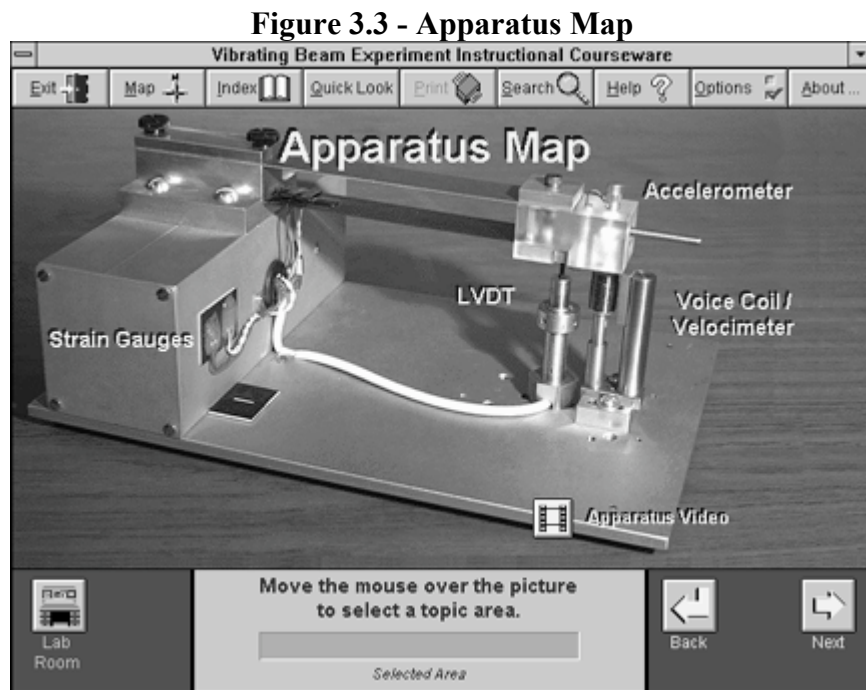 Figure 3.3 - Apparatus Map
Vibrating Beam Experiment Instructional Courseware
Exit Map Index Quick Look Print Search Help Options About ...
Apparatus Map
Accelerometer
LVDT
Voice Coil /
Velocimeter
Strain Gauges
Apparatus Video
Move the mouse over the picture
to select a topic area.
Selected Area
Lab
Room
Back
Next